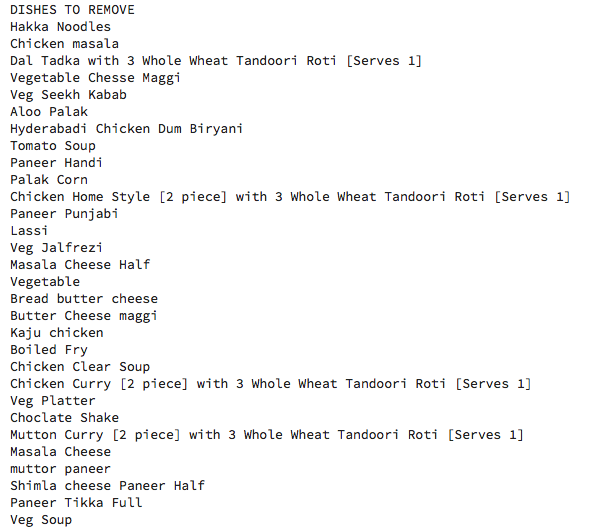 DISHES TO REMOVE
Hakka Noodles
Chicken masala
Dal Tadka with 3 Whole Wheat Tandoori Roti [Serves 1]
Vegetable Chesse Maggi
Veg Seekh Kabab
Aloo Palak
Hyderabadi Chicken Dum Biryani
Tomato Soup
Paneer Handi
Palak Corn
Chicken Home Style [2 piece] with 3 Whole Wheat Tandoori Roti [Serves 1]
Paneer Punjabi
Lassi
Veg Jalfrezi
Masala Cheese Half
Vegetable
Bread butter cheese
Butter Cheese maggi
Kaju chicken
Boiled Fry
Chicken Clear Soup
Chicken Curry [2 piece] with 3 Whole Wheat Tandoori Roti [Serves 1]
Veg Platter
Choclate Shake
Mutton Curry [2 piece] with 3 Whole Wheat Tandoori Roti [Serves 1]
Masala Cheese
muttor paneer
Shimla cheese Paneer Half
Paneer Tikka Full
Veg Soup